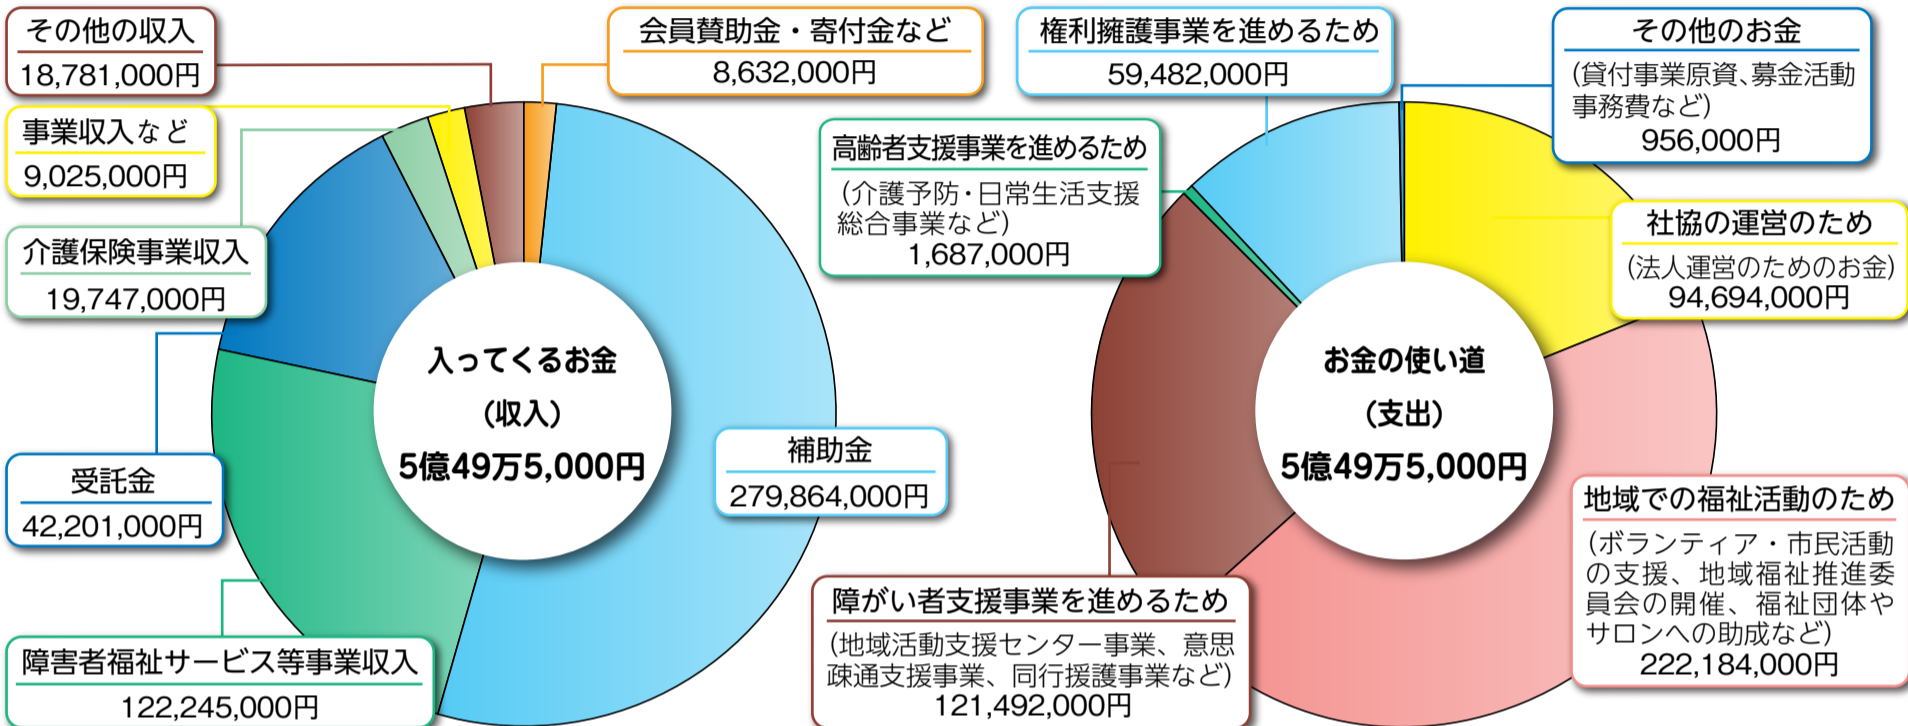 その他の収入
18,781,000円
事業収入など
9,025,000円
介護保険事業収入
19,747,000円
受託金
42,201,000円
障害者福祉サービス等事業収入
122,245,000円
会員賛助金・寄付金など
8,632,000円
入ってくるお金
（収入）
5億49万5,000円
補助金
279,864,000円
権利擁護事業を進めるため
59,482,000円
高齢者支援事業を進めるため
（介護予防・日常生活支援
総合事業など）
1,687,000円
お金の使い道
（支出）
5億49万5,000円
障がい者支援事業を進めるため
（地域活動支援センター事業、意思
疎通支援事業、同行援護事業など）
121,492,000円
その他のお金
（貸付事業原資、募金活動
事務費など）
956,000円
社協の運営のため
（法人運営のためのお金）
94,694,000円
地域での福祉活動のため
（ボランティア・市民活動
の支援、地域福祉推進委
員会の開催、福祉団体や
サロンへの助成など）
222,184,000円